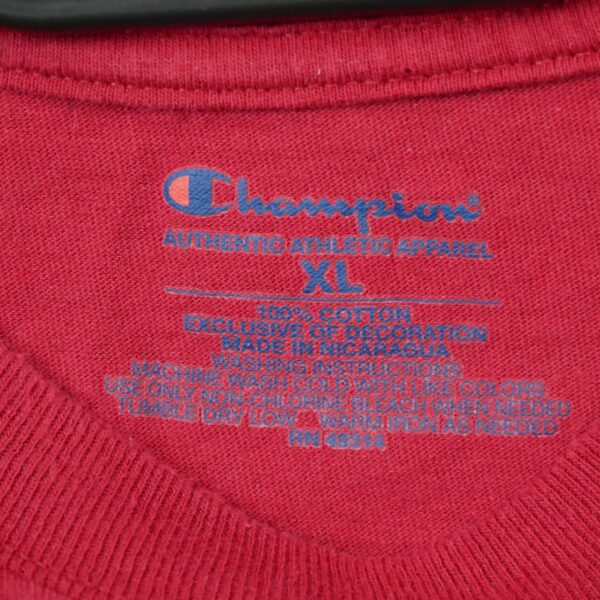 Champion
AUTHENTIC ATHLETIC APPAREL
XL
100% COTTON
EXCLUSIVE OF DECORATION
MADE IN NICARAGUA
WASHING INSTRUCTIONS
MACHINE WASH COLD WITH LIKE COLORS
USE ONLY NON-CHLORINE BLEACH WHEN NEEDED
TUMBLE DRY LOW WARM IRON AS NEEDED
RN 49314